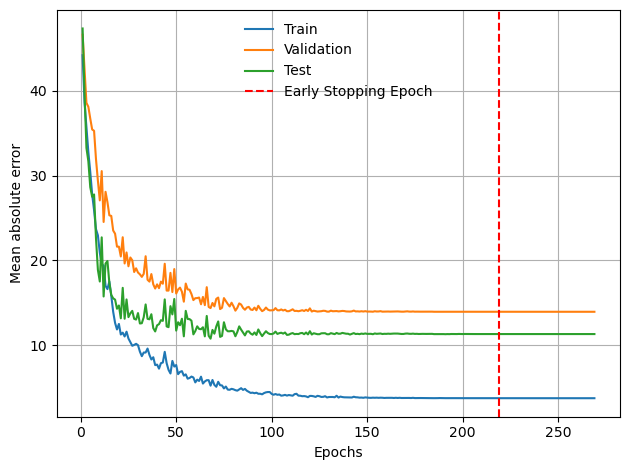 Train
Validation
Test
Early Stopping Epoch
Mean absolute error
40
30
20
10
0
50
100
150
200
250
Epochs